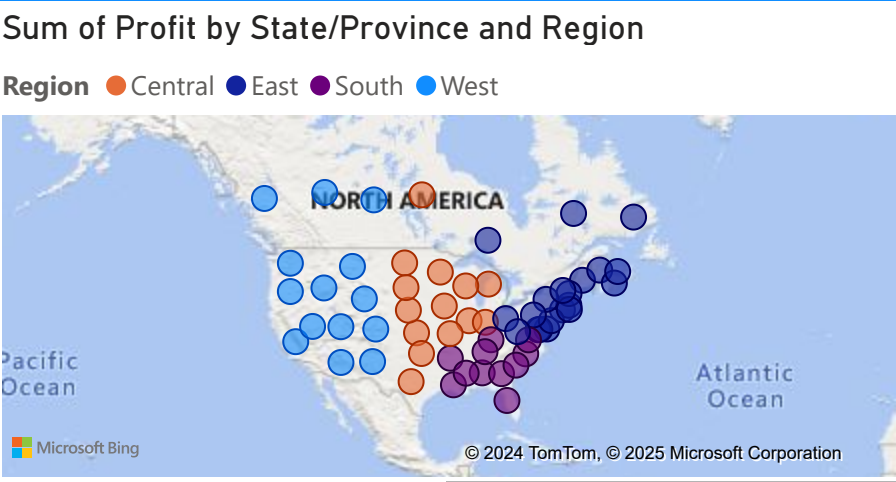 Sum of Profit by State/Province and Region
Region Central East South West
NORTH AMERICA
Pacific
Ocean
Atlantic
Ocean
Microsoft Bing
© 2024 TomTom, © 2025 Microsoft Corporation